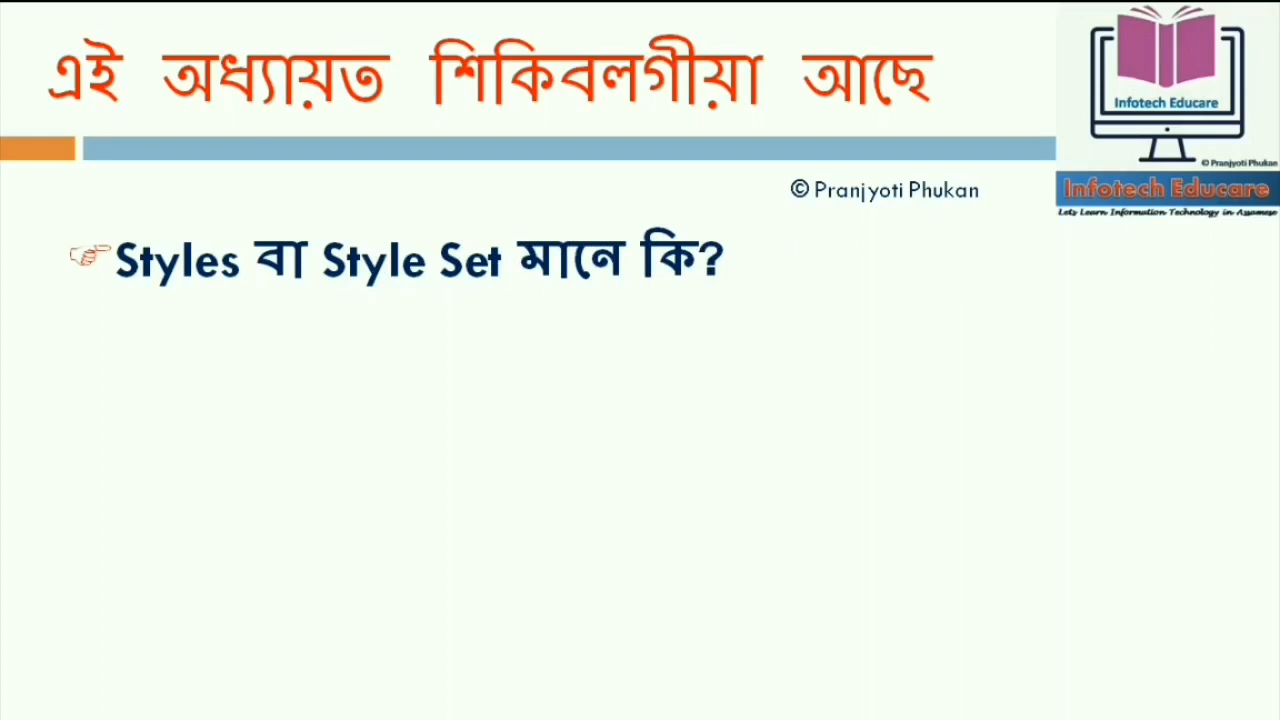 এই অধ্যায়ত শিকিবলগীয়া আছে
Infotech Educare
© Pranjyoti Phukan
Infotech Educare
Lets Learn Information Technology in Assamese
© Pranjyoti Phukan
Styles বা Style Set মানে কি?